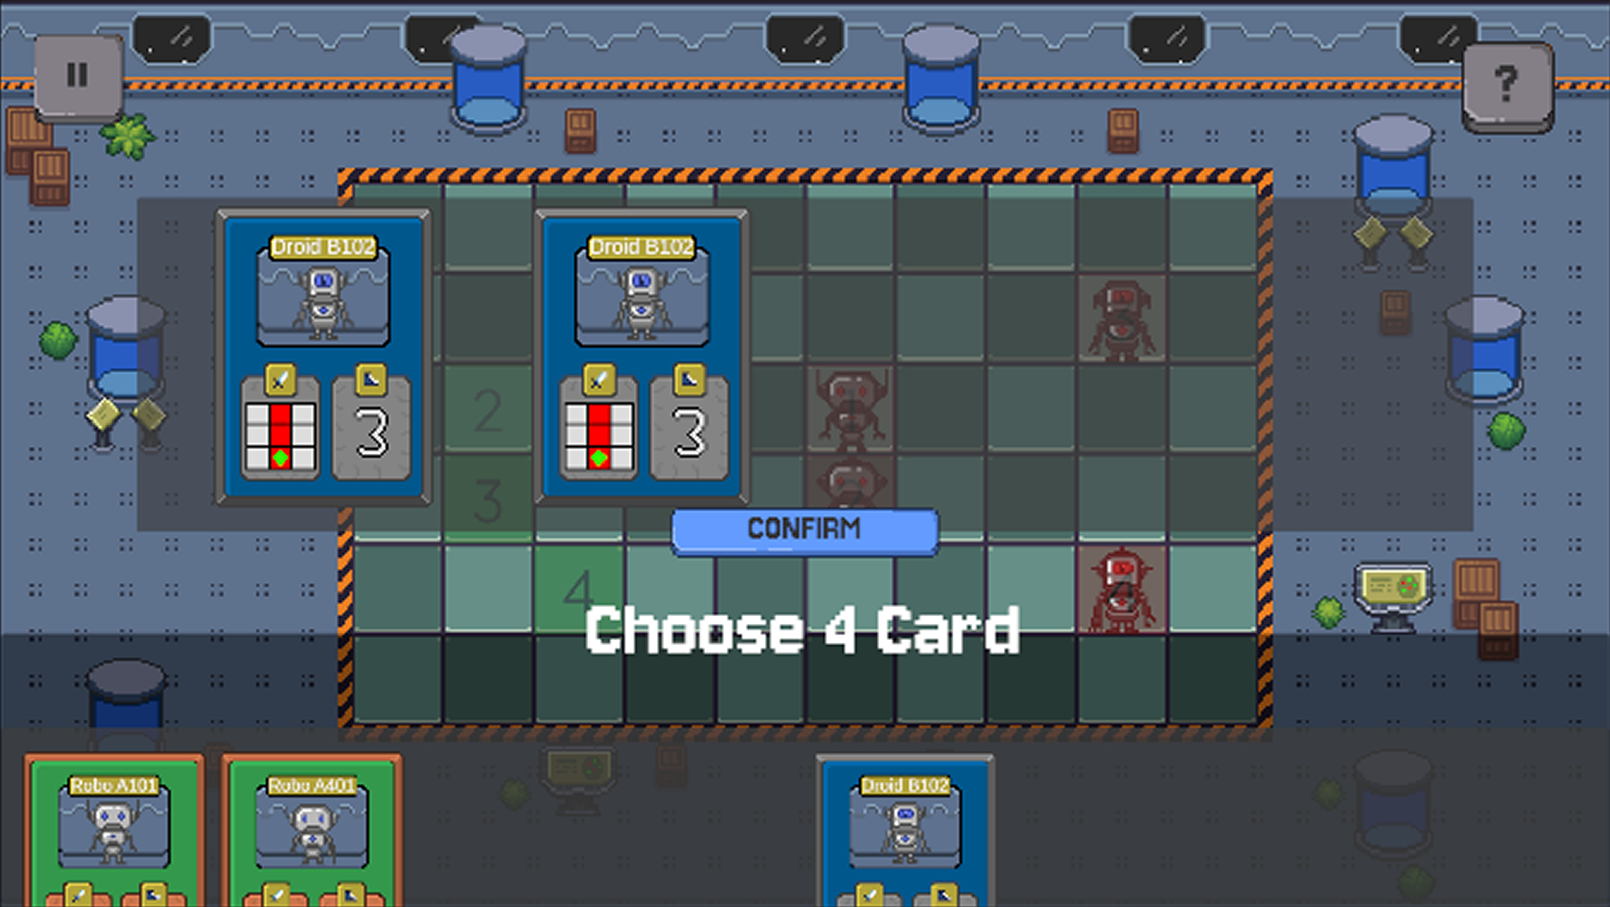 ?
Droid B102
Droid B102
3
3
2
3
CONFIRM
4
Choose 4 Card
Robo A101
Robo A401
Droid B102